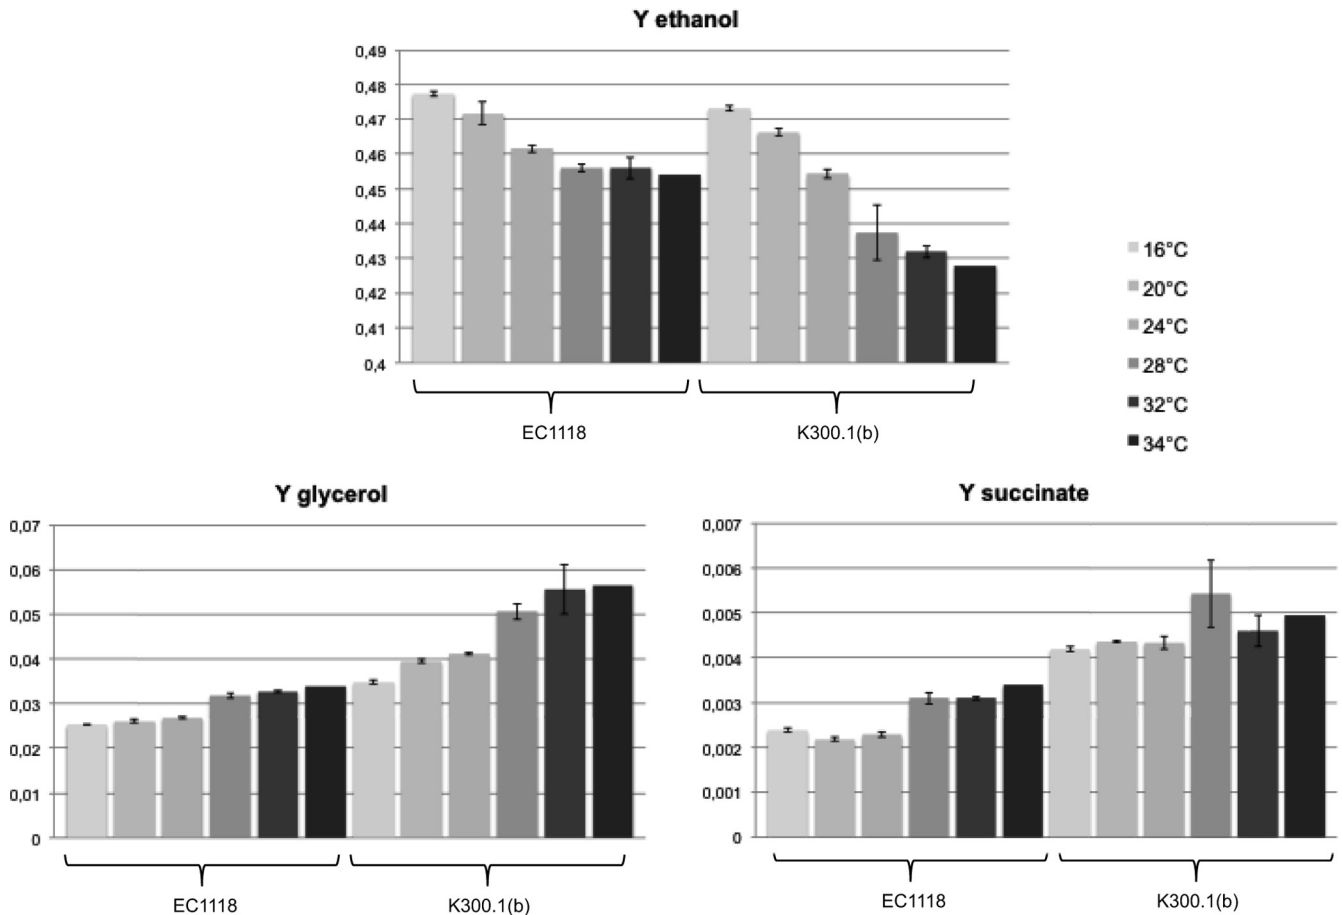 Y ethanol
0,49
0,48
0,47
0,46
0,45
0,44
0,43
0,42
0,41
0,4
EC1118
K300.1(b)
16°C
20°C
24°C
28°C
32°C
34°C
Y glycerol
0,07
0,06
0,05
0,04
0,03
0,02
0,01
0
EC1118
K300.1(b)
Y succinate
0,007
0,006
0,005
0,004
0,003
0,002
0,001
0
EC1118
K300.1(b)